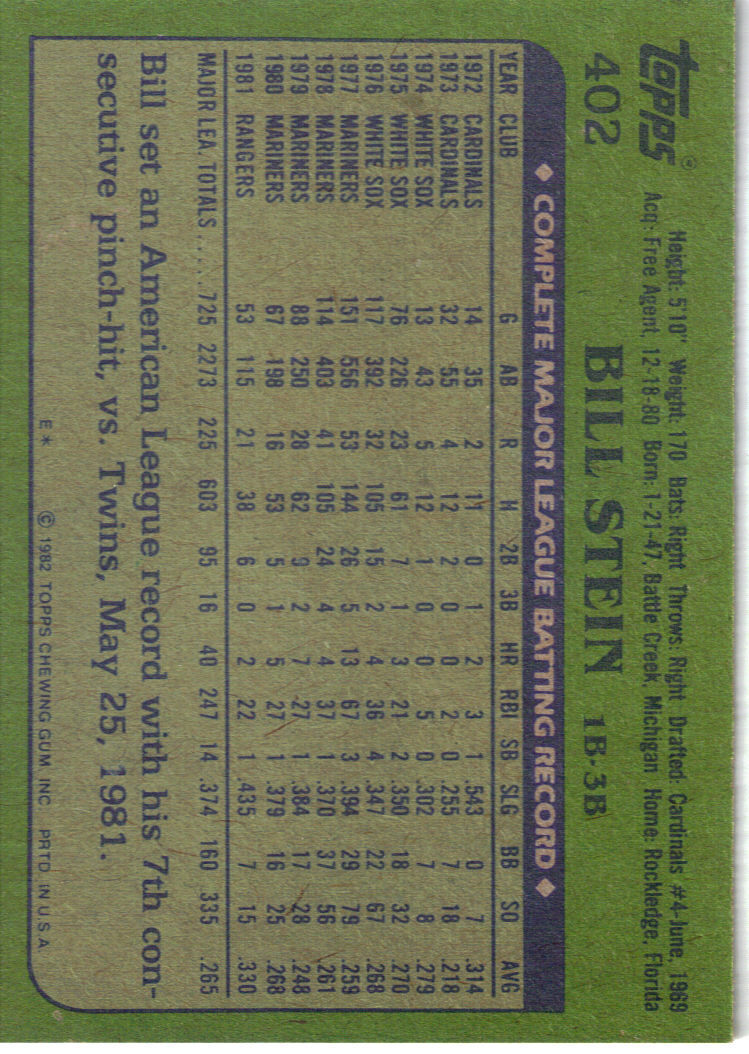 Topps ®
402 BILL STEIN 1B-3B
Height: 5'10" Weight: 170 Bats: Right Throws: Right Drafted: Cardinals #4-June, 1969
Acq: Free Agent, 12-18-80 Born: 1-21-47, Battle Creek, Michigan Home: Rockledge, Florida
◆ COMPLETE MAJOR LEAGUE BATTING RECORD ◆
YEAR CLUB G AB R H 2B 3B HR RBI SB SLG BB SO AVG
1972 CARDINALS 14 35 2 11 0 1 2 3 1 .543 0 7 .314
1973 CARDINALS 32 55 4 12 2 0 0 2 0 .255 7 18 .218
1974 WHITE SOX 13 43 5 12 1 0 0 5 0 .302 7 8 .279
1975 WHITE SOX 76 226 23 61 7 1 3 21 2 .350 18 32 .270
1976 WHITE SOX 117 392 32 105 15 2 4 36 4 .347 22 67 .268
1977 MARINERS 151 556 53 144 26 5 13 67 3 .394 29 79 .259
1978 MARINERS 114 403 41 105 24 4 4 37 1 .370 37 56 .261
1979 MARINERS 88 250 28 62 9 2 7 27 1 .384 17 28 .248
1980 MARINERS 67 198 16 53 5 1 5 27 1 .379 16 25 .268
1981 RANGERS 53 115 21 38 6 0 2 22 1 .435 7 15 .330
MAJOR LEA. TOTALS ..... 725 2273 225 603 95 16 40 247 14 .374 160 335 .265
Bill set an American League record with his 7th con-
secutive pinch-hit, vs. Twins, May 25, 1981.
E* © 1982 TOPPS CHEWING GUM, INC. PRTD. IN U.S.A.